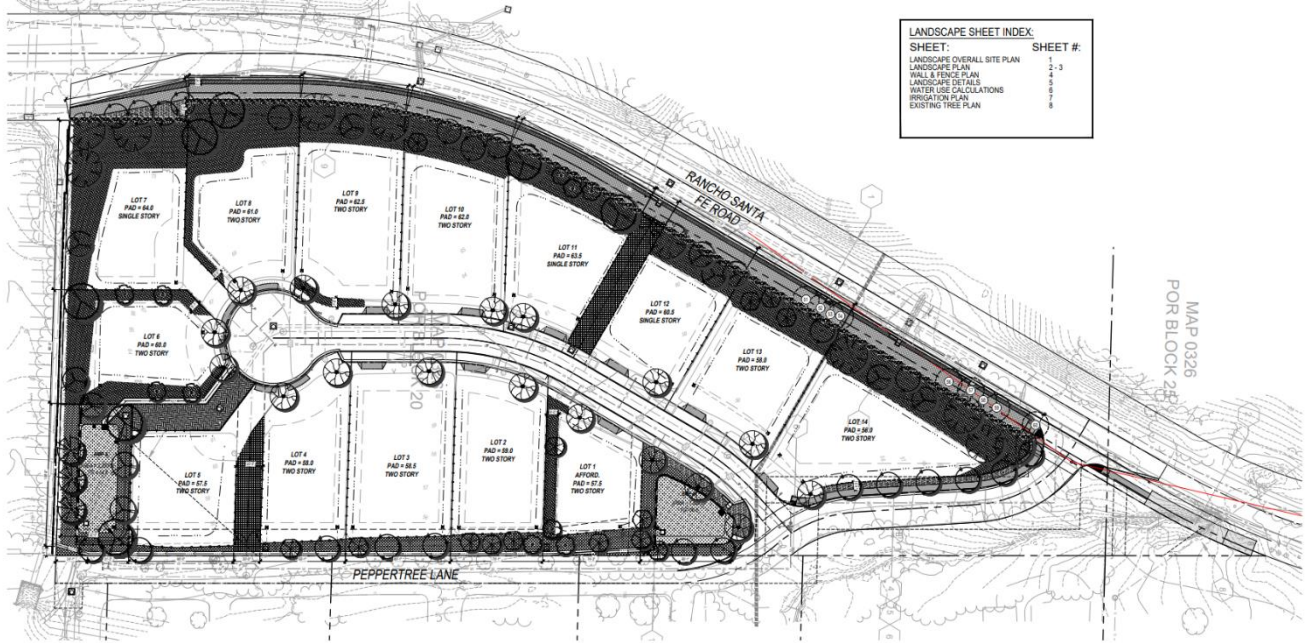 LANDSCAPE SHEET INDEX:
SHEET: SHEET #:
LANDSCAPE OVERALL SITE PLAN 1
LANDSCAPE PLAN 2 - 3
WALL & FENCE PLAN 4
LANDSCAPE DETAILS 5
WATER USE CALCULATIONS 6
IRRIGATION PLAN 7
EXISTING TREE PLAN 8
RANCHO SANTA
FE ROAD
LOT 7
PAD = 64.0
SINGLE STORY
LOT 8
PAD = 61.0
TWO STORY
LOT 9
PAD = 62.5
TWO STORY
LOT 10
PAD = 62.0
TWO STORY
LOT 11
PAD = 63.5
SINGLE STORY
LOT 12
PAD = 60.5
SINGLE STORY
LOT 13
PAD = 58.0
TWO STORY
LOT 14
PAD = 56.0
TWO STORY
LOT 6
PAD = 60.0
TWO STORY
LOT 5
PAD = 57.5
TWO STORY
LOT 4
PAD = 58.0
TWO STORY
LOT 3
PAD = 58.5
TWO STORY
LOT 2
PAD = 59.0
TWO STORY
LOT 1
AFFORD.
PAD = 57.5
TWO STORY
MAP 0326
POR BLOCK 25
20
PEPPERTREE LANE